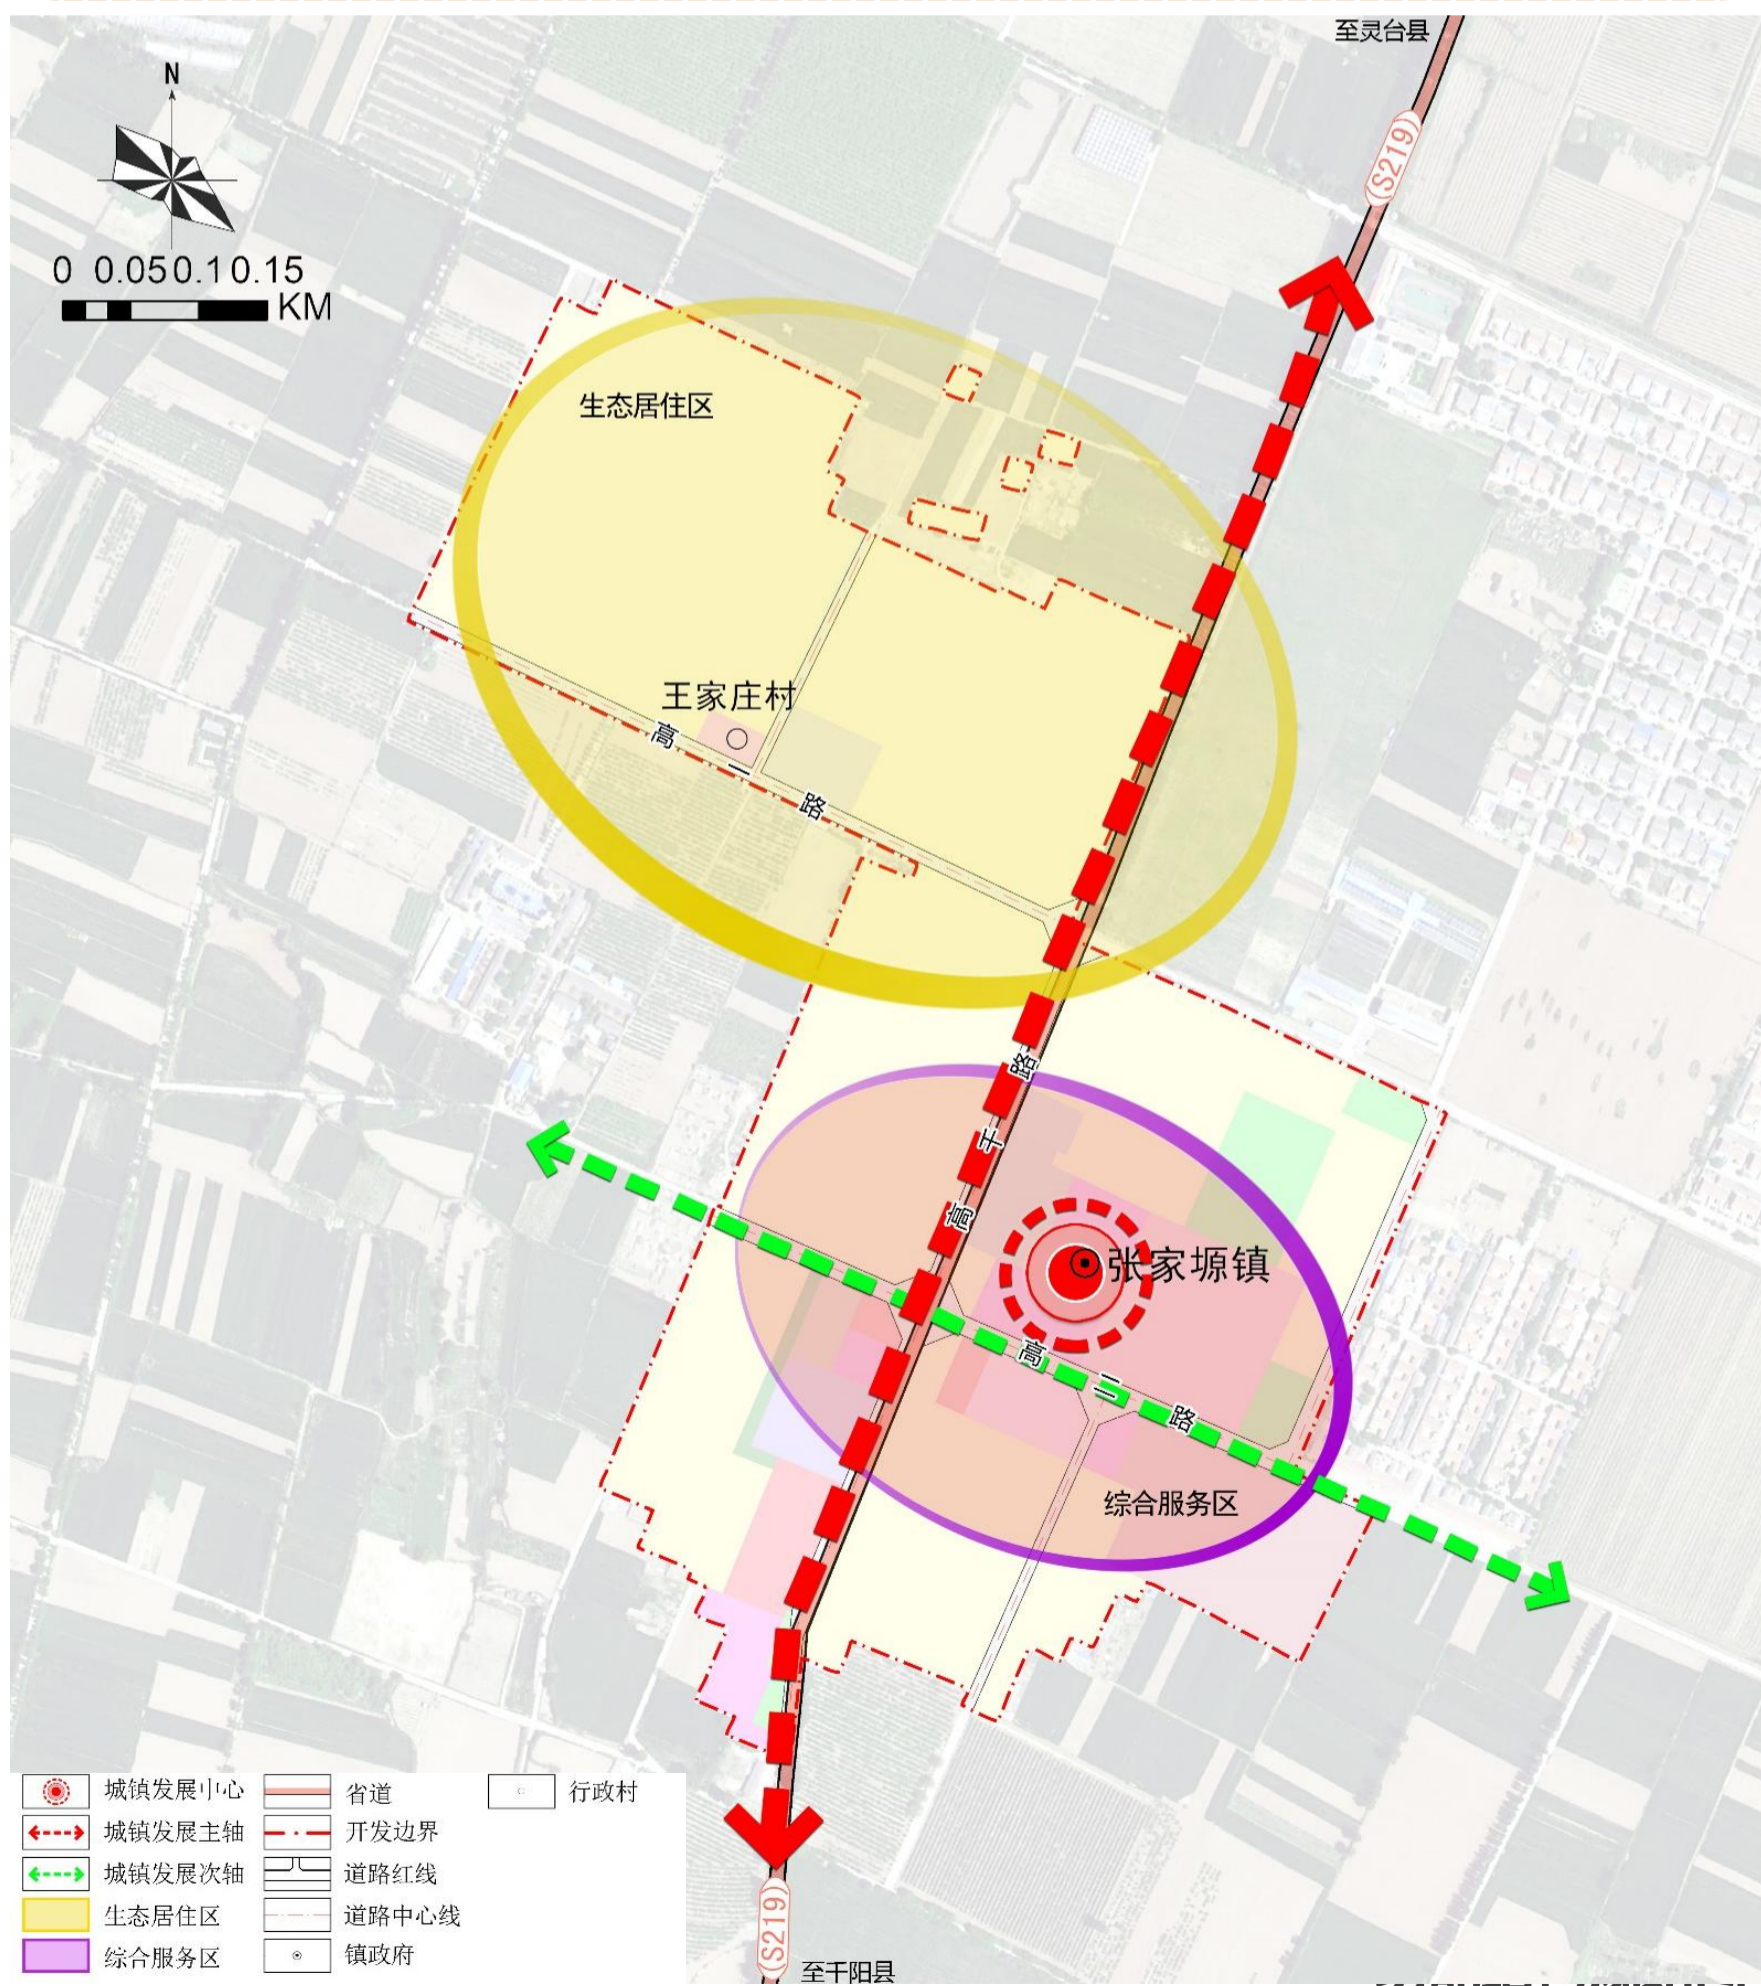 至灵台县
N
(S219)
0 0.05 0.1 0.15
KM
生态居住区
王家庄村
高一路
高干路
张家塬镇
高二路
综合服务区
城镇发展中心
省道
行政村
城镇发展主轴
开发边界
城镇发展次轴
道路红线
生态居住区
道路中心线
综合服务区
镇政府
(S219)
至千阳县